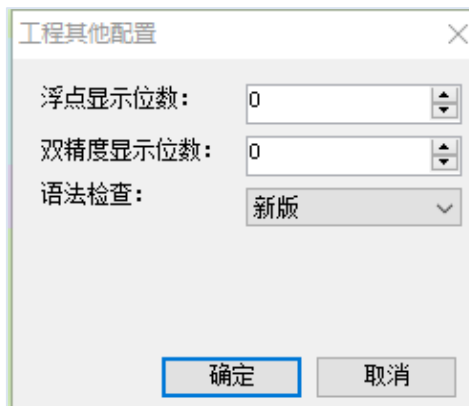 工程其他配置
浮点显示位数： 0
双精度显示位数： 0
语法检查： 新版
确定 取消